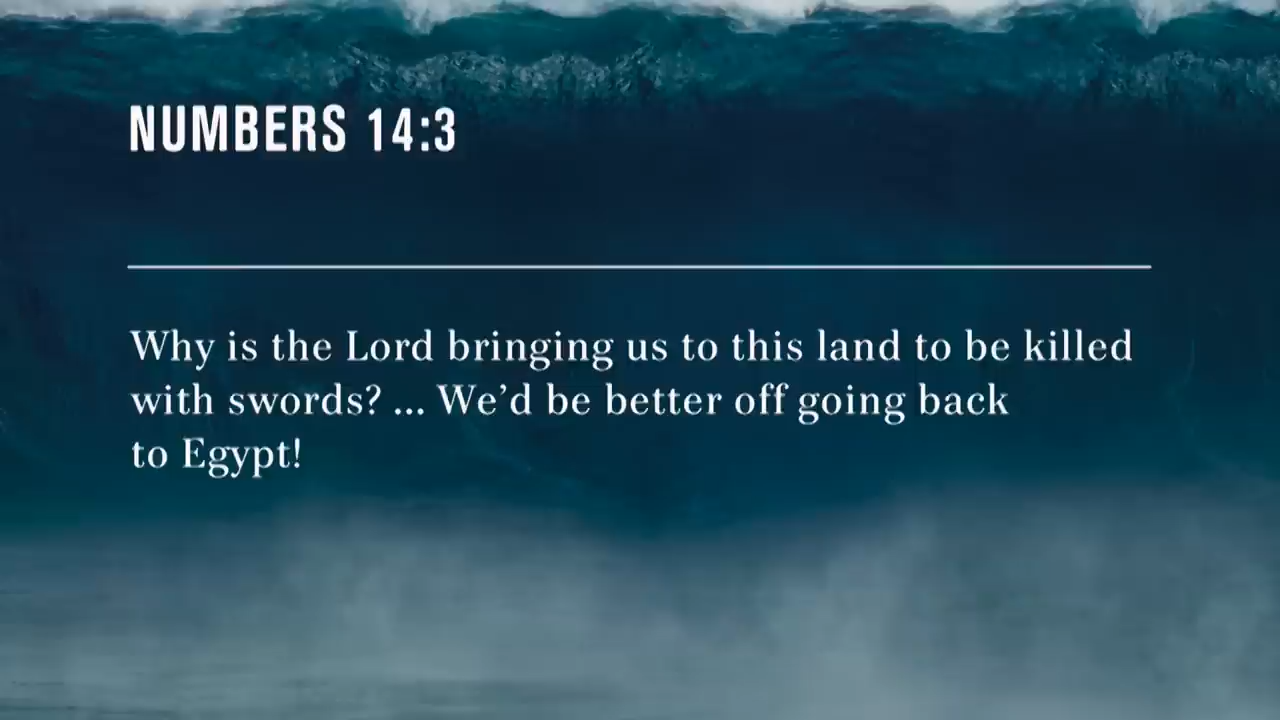 NUMBERS 14:3
Why is the Lord bringing us to this land to be killed
with swords? ... We’d be better off going back
to Egypt!